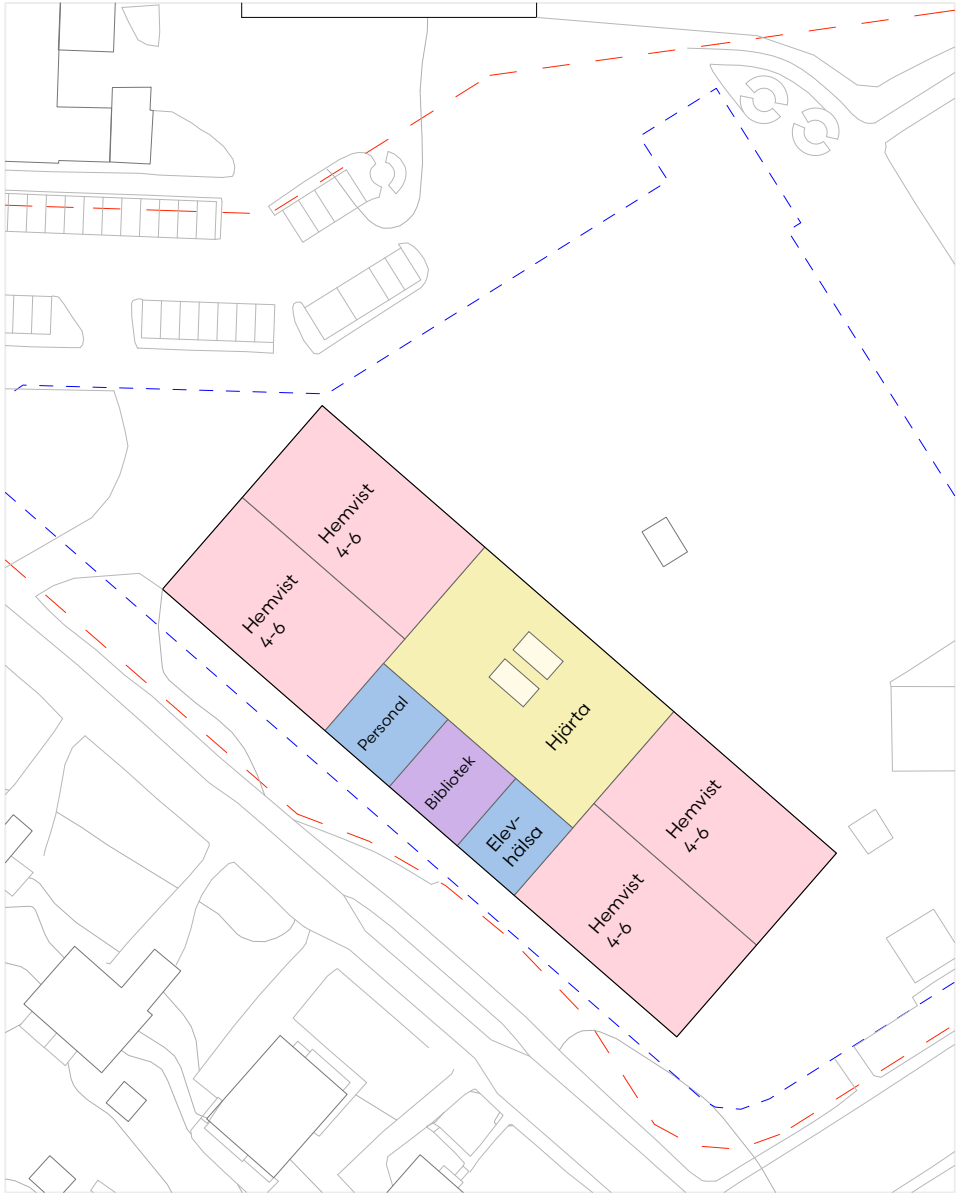 Hemvist
4-6
Hemvist
4-6
Personal
Bibliotek
Elev-
hälsa
Hjärta
Hemvist
4-6
Hemvist
4-6